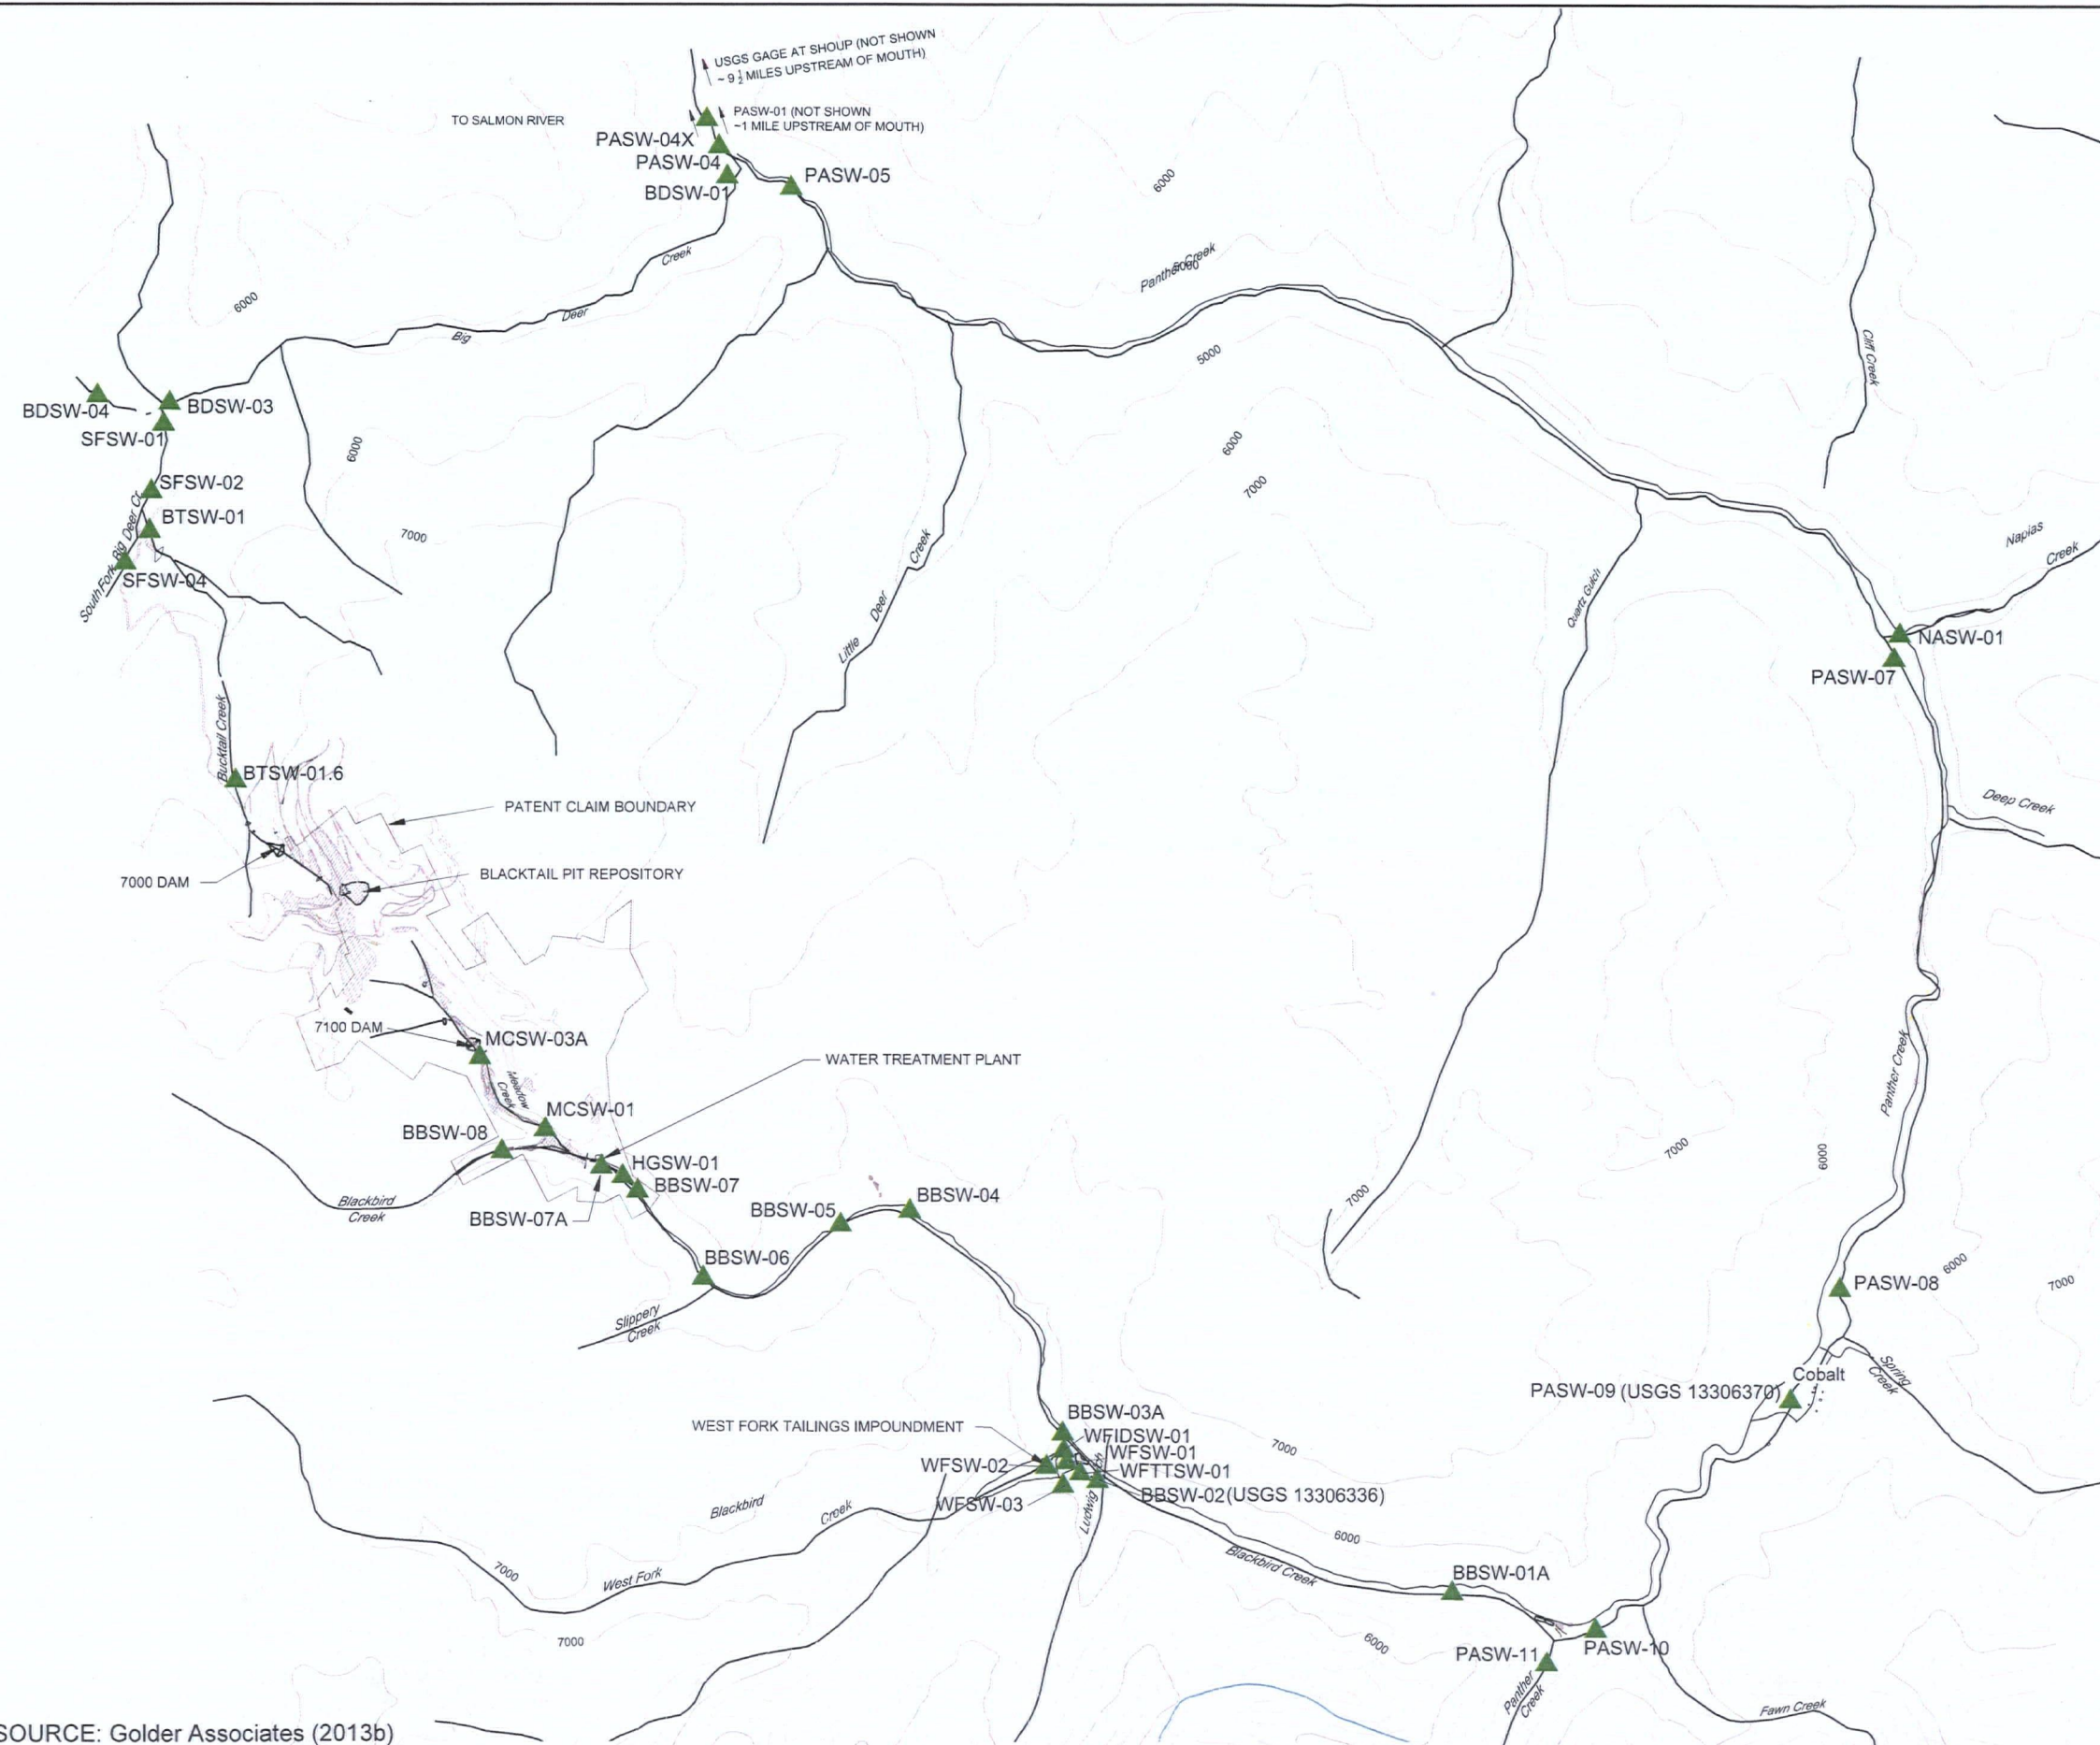 USGS GAGE AT SHOUP (NOT SHOWN
~ 9 1/2 MILES UPSTREAM OF MOUTH)
TO SALMON RIVER
PASW-01 (NOT SHOWN
~1 MILE UPSTREAM OF MOUTH)
PASW-04X
PASW-04
BDSW-01
PASW-05
6000
Creek
Panther Creek
5000
6000
Deer
Big
5000
Cliff Creek
BDSW-04
BDSW-03
SFSW-01
6000
6000
7000
SFSW-02
BTSW-01
South Fork Big Deer Cr.
SFSW-04
7000
Napias
Creek
Creek
Deer
Little
Quartz Gulch
NASW-01
PASW-07
Bucktail Creek
BTSW-01.6
PATENT CLAIM BOUNDARY
Deep Creek
7000 DAM
BLACKTAIL PIT REPOSITORY
7100 DAM
MCSW-03A
WATER TREATMENT PLANT
Meadow
Creek
Panther Creek
MCSW-01
BBSW-08
HGSW-01
BBSW-07
BBSW-07A
Blackbird
Creek
7000
6000
7000
BBSW-05
BBSW-04
BBSW-06
Slippery
Creek
PASW-08
6000
7000
Spring
Creek
Cobalt
PASW-09 (USGS 13306370)
BBSW-03A
WEST FORK TAILINGS IMPOUNDMENT
WFIDSW-01
WFSW-01
WFSW-02
WFTTSW-01
BBSW-02(USGS 13306336)
WFSW-03
7000
Ludwig
Blackbird
Creek
West Fork
7000
6000
Blackbird Creek
BBSW-01A
7000
6000
PASW-11
PASW-10
Panther
Creek
Fawn Creek
SOURCE: Golder Associates (2013b)